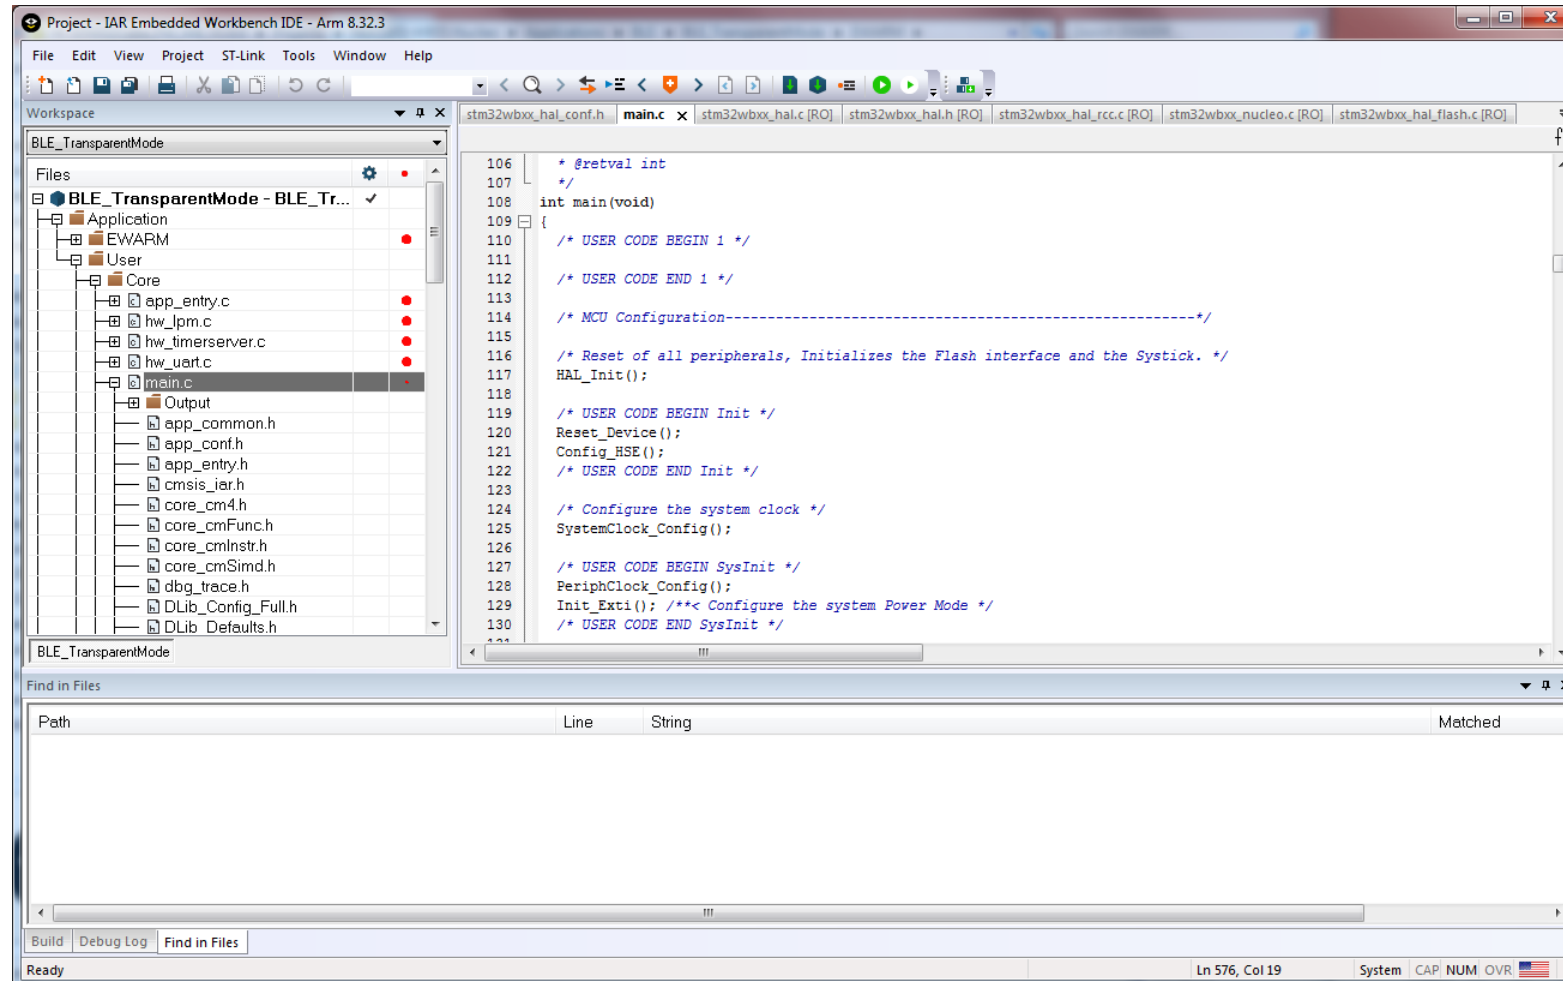 Project - IAR Embedded Workbench IDE - Arm 8.32.3
File Edit View Project ST-Link Tools Window Help
Workspace
BLE_TransparentMode
Files
BLE_TransparentMode - BLE_Tr...
Application
EWARM
User
Core
app_entry.c
hw_lpm.c
hw_timerserver.c
hw_uart.c
main.c
Output
app_common.h
app_conf.h
app_entry.h
cmsis_iar.h
core_cm4.h
core_cmFunc.h
core_cmInstr.h
core_cmSimd.h
dbg_trace.h
DLib_Config_Full.h
DLib_Defaults.h
BLE_TransparentMode
stm32wbxx_hal_conf.h main.c x stm32wbxx_hal.c [RO] stm32wbxx_hal.h [RO] stm32wbxx_hal_rcc.c [RO] stm32wbxx_nucleo.c [RO] stm32wbxx_hal_flash.c [RO]
106 * @retval int
107 */
108 int main(void)
109 {
110 /* USER CODE BEGIN 1 */
111
112 /* USER CODE END 1 */
113
114 /* MCU Configuration--------------------------------------------------------*/
115
116 /* Reset of all peripherals, Initializes the Flash interface and the Systick. */
117 HAL_Init();
118
119 /* USER CODE BEGIN Init */
120 Reset_Device();
121 Config_HSE();
122 /* USER CODE END Init */
123
124 /* Configure the system clock */
125 SystemClock_Config();
126
127 /* USER CODE BEGIN SysInit */
128 PeriphClock_Config();
129 Init_Exti(); /**< Configure the system Power Mode */
130 /* USER CODE END SysInit */
Find in Files
Path Line String Matched
Build Debug Log Find in Files
Ready Ln 576, Col 19 System CAP NUM OVR